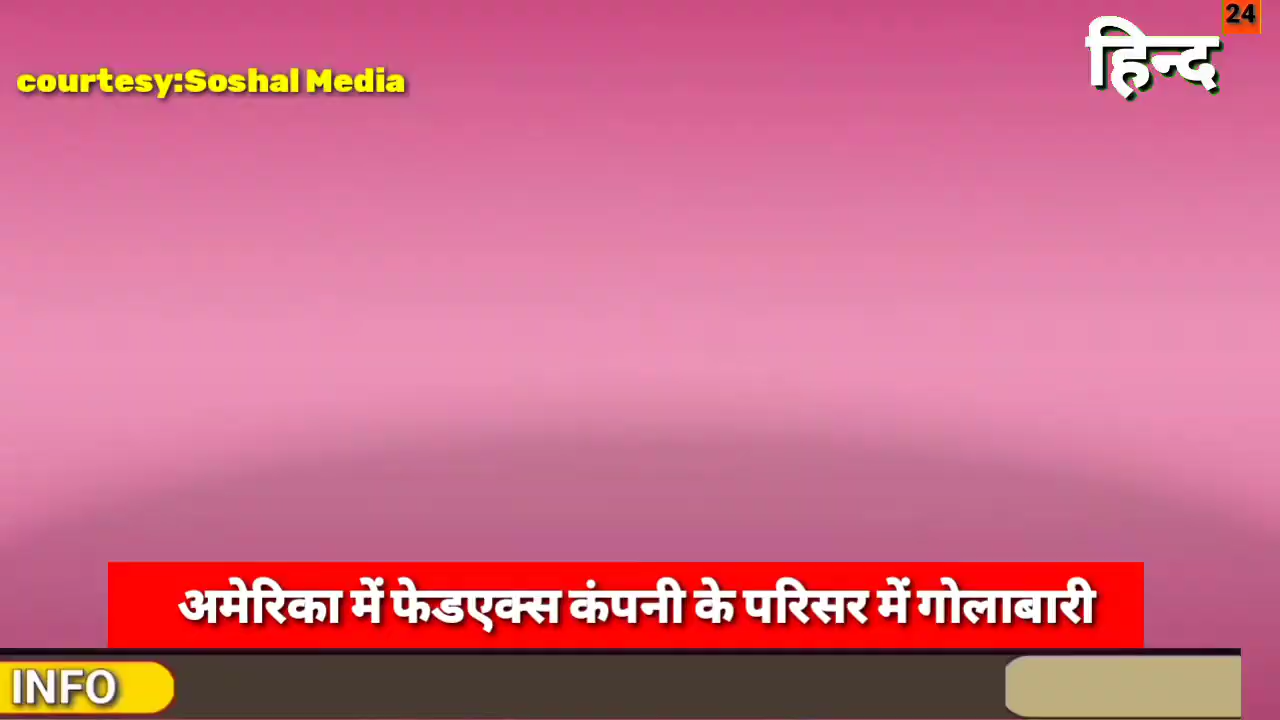 24
हिन्द
courtesy:Soshal Media
अमेरिका में फेडएक्स कंपनी के परिसर में गोलाबारी
INFO